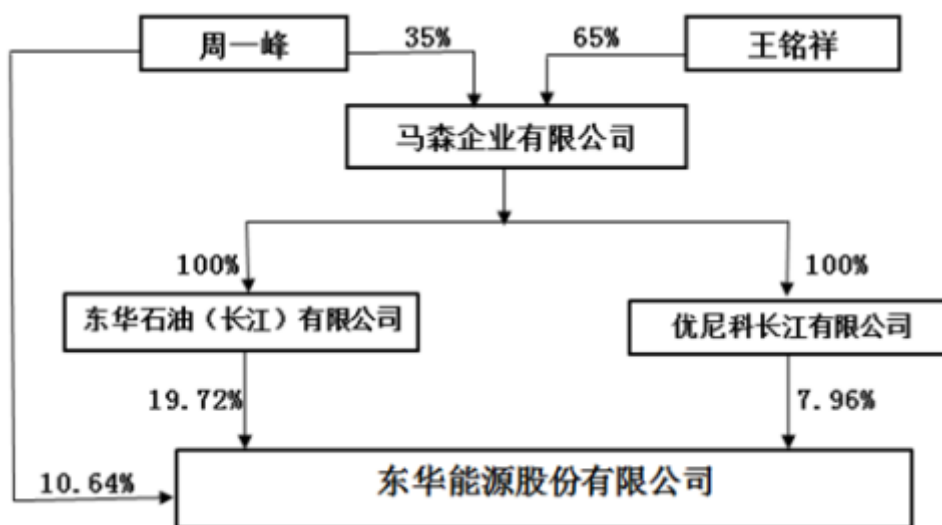 周一峰
35%
65%
王铭祥
马森企业有限公司
100%
100%
东华石油（长江）有限公司
优尼科长江有限公司
19.72%
7.96%
10.64%
东华能源股份有限公司